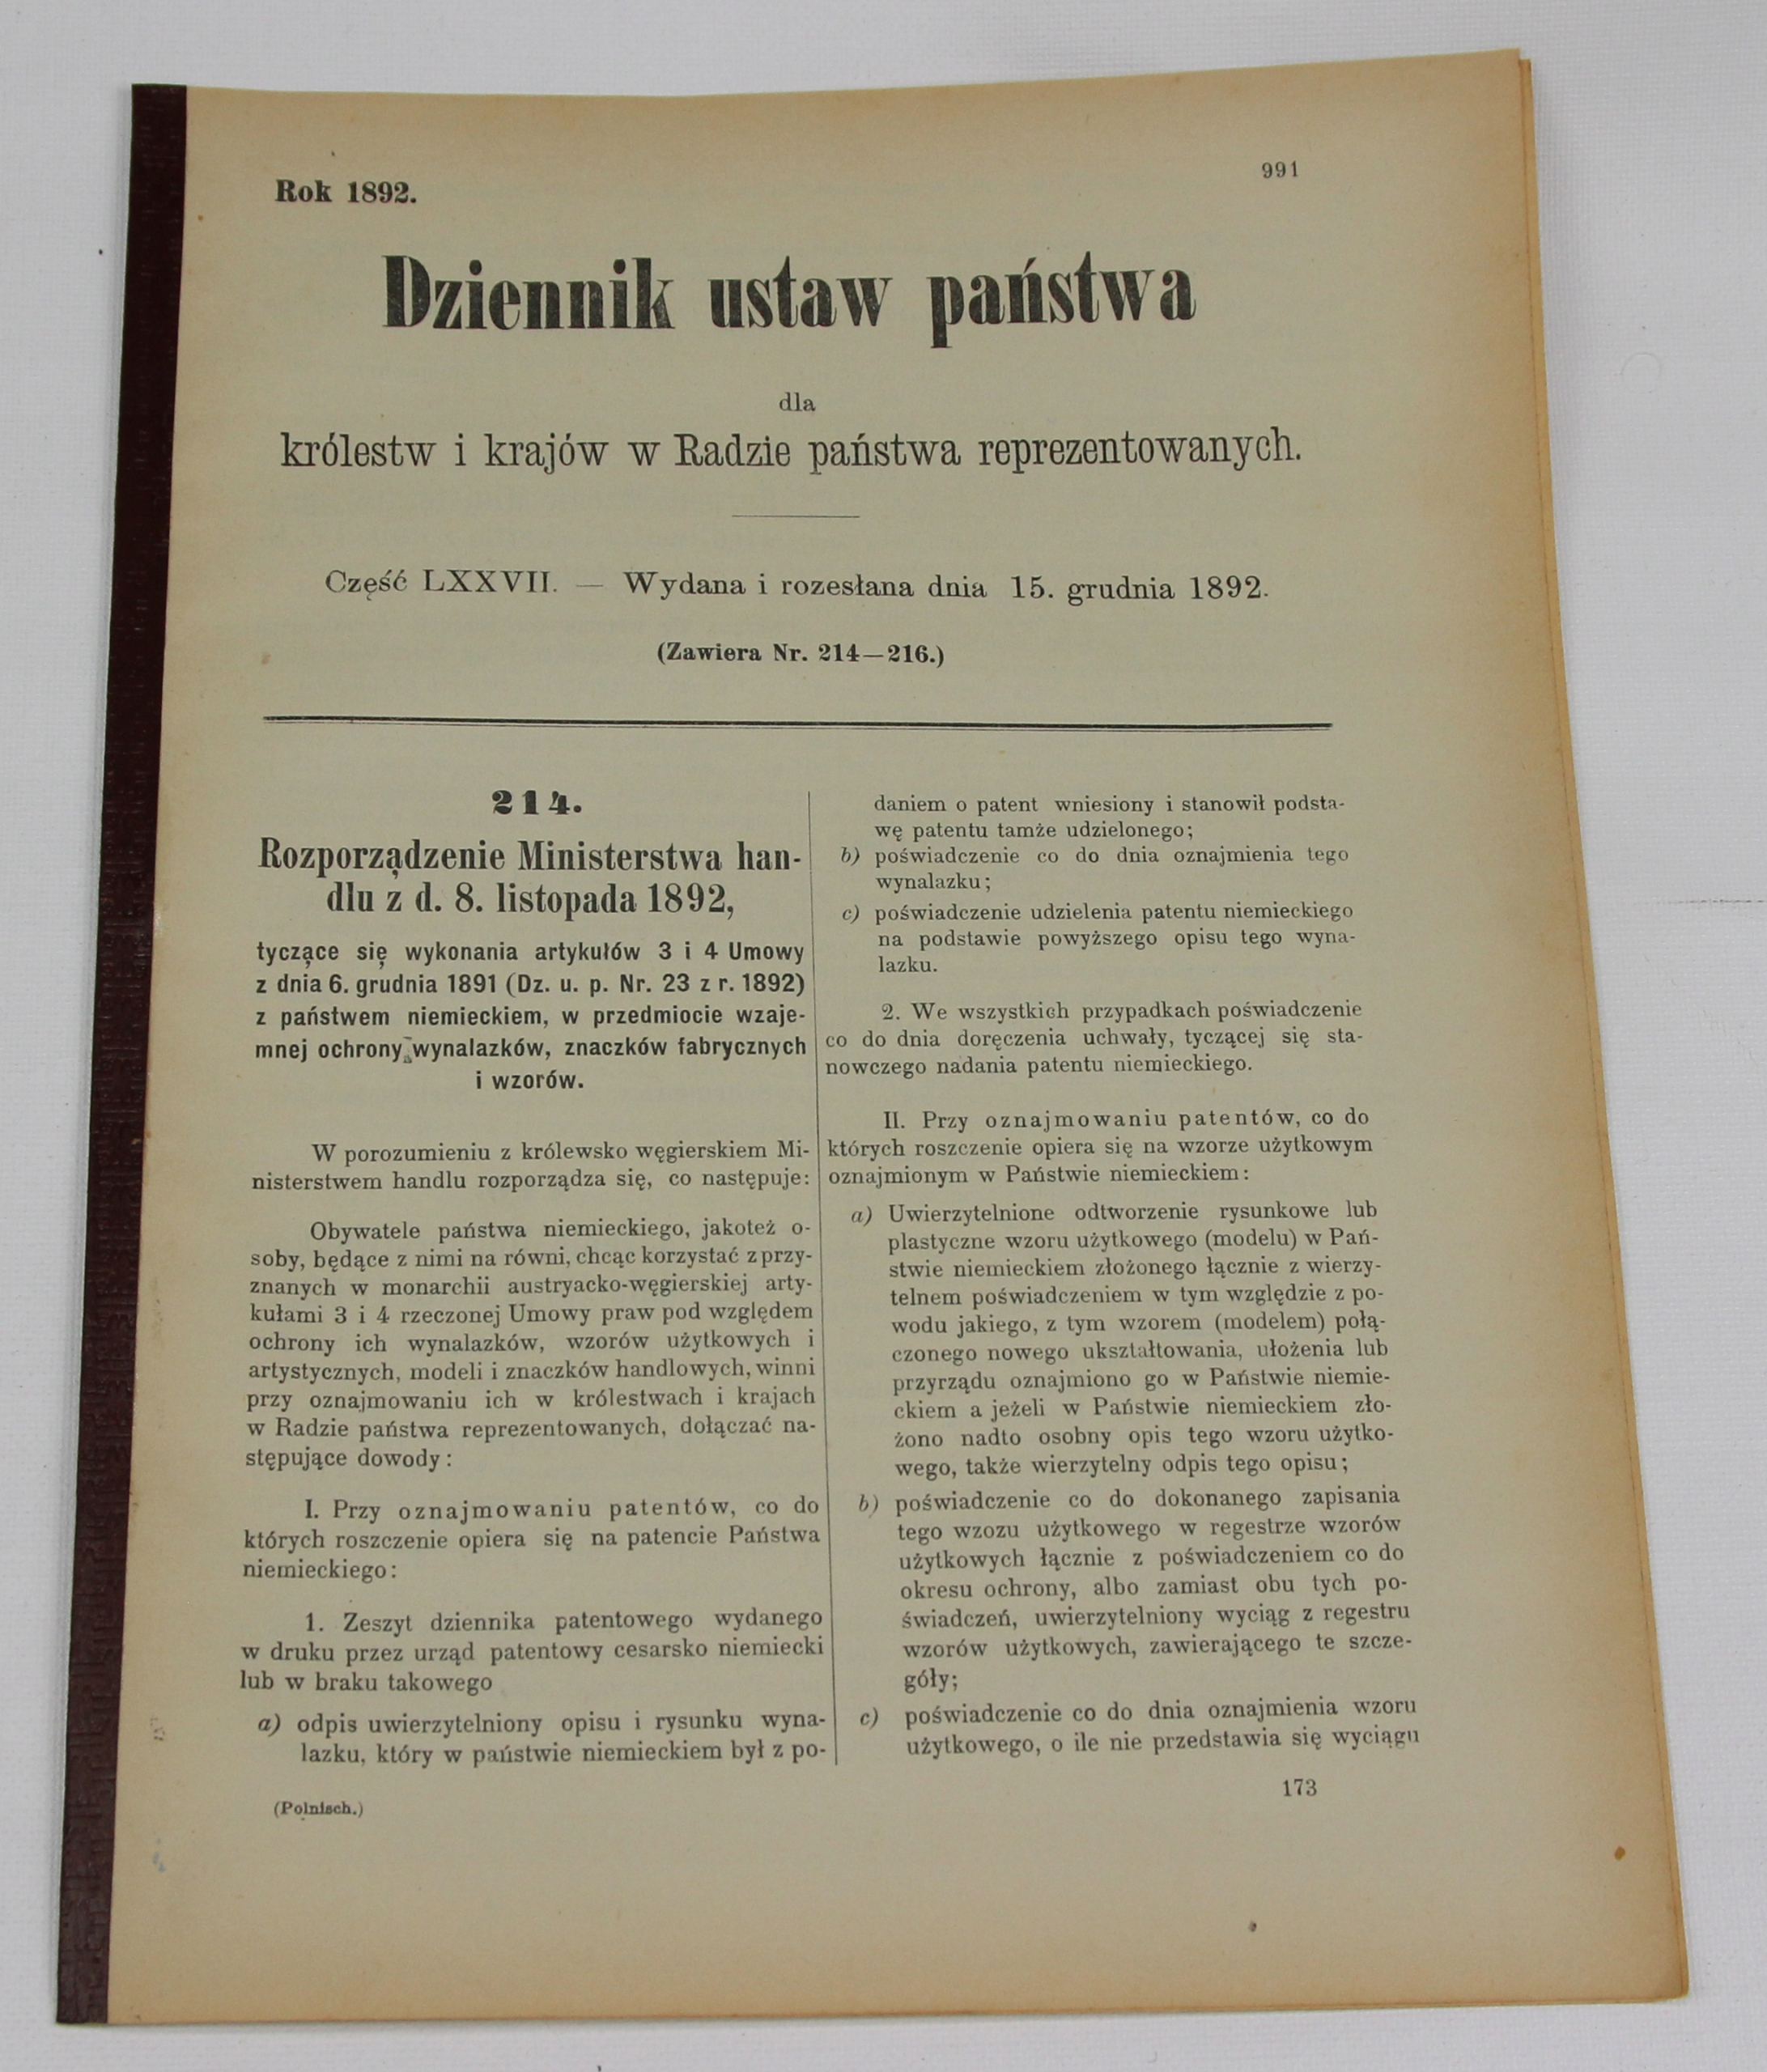 991
Rok 1892.
Dziennik ustaw państwa
dla
królestw i krajów w Radzie państwa reprezentowanych.
Część LXXVII. — Wydana i rozesłana dnia 15. grudnia 1892.
(Zawiera Nr. 214—216.)
214.
Rozporządzenie Ministerstwa han-
dlu z d. 8. listopada 1892,
tyczące się wykonania artykułów 3 i 4 Umowy
z dnia 6. grudnia 1891 (Dz. u. p. Nr. 23 z r. 1892)
z państwem niemieckiem, w przedmiocie wzaje-
mnej ochrony wynalazków, znaczków fabrycznych
i wzorów.
W porozumieniu z królewsko węgierskiem Mi-
nisterstwem handlu rozporządza się, co następuje:
Obywatele państwa niemieckiego, jakoteż o-
soby, będące z nimi na równi, chcąc korzystać z przy-
znanych w monarchii austryacko-węgierskiej arty-
kułami 3 i 4 rzeczonej Umowy praw pod względem
ochrony ich wynalazków, wzorów użytkowych i
artystycznych, modeli i znaczków handlowych, winni
przy oznajmowaniu ich w królestwach i krajach
w Radzie państwa reprezentowanych, dołączać na-
stępujące dowody:
I. Przy oznajmowaniu patentów, co do
których roszczenie opiera się na patencie Państwa
niemieckiego:
1. Zeszyt dziennika patentowego wydanego
w druku przez urząd patentowy cesarsko niemiecki
lub w braku takowego
a) odpis uwierzytelniony opisu i rysunku wyna-
lazku, który w państwie niemieckiem był z po-
(Polnisch.)
daniem o patent wniesiony i stanowił podsta-
wę patentu tamże udzielonego;
b) poświadczenie co do dnia oznajmienia tego
wynalazku;
c) poświadczenie udzielenia patentu niemieckiego
na podstawie powyższego opisu tego wyna-
lazku.
2. We wszystkich przypadkach poświadczenie
co do dnia doręczenia uchwały, tyczącej się sta-
nowczego nadania patentu niemieckiego.
II. Przy oznajmowaniu patentów, co do
których roszczenie opiera się na wzorze użytkowym
oznajmionym w Państwie niemieckiem:
a) Uwierzytelnione odtworzenie rysunkowe lub
plastyczne wzoru użytkowego (modelu) w Pań-
stwie niemieckiem złożonego łącznie z wierzy-
telnem poświadczeniem w tym względzie z po-
wodu jakiego, z tym wzorem (modelem) połą-
czonego nowego ukształtowania, ułożenia lub
przyrządu oznajmiono go w Państwie niemie-
ckiem a jeżeli w Państwie niemieckiem zło-
żono nadto osobny opis tego wzoru użytko-
wego, także wierzytelny odpis tego opisu;
b) poświadczenie co do dokonanego zapisania
tego wzozu użytkowego w regestrze wzorów
użytkowych łącznie z poświadczeniem co do
okresu ochrony, albo zamiast obu tych po-
świadczeń, uwierzytelniony wyciąg z regestru
wzorów użytkowych, zawierającego te szcze-
góły;
c) poświadczenie co do dnia oznajmienia wzoru
użytkowego, o ile nie przedstawia się wyciągu
173